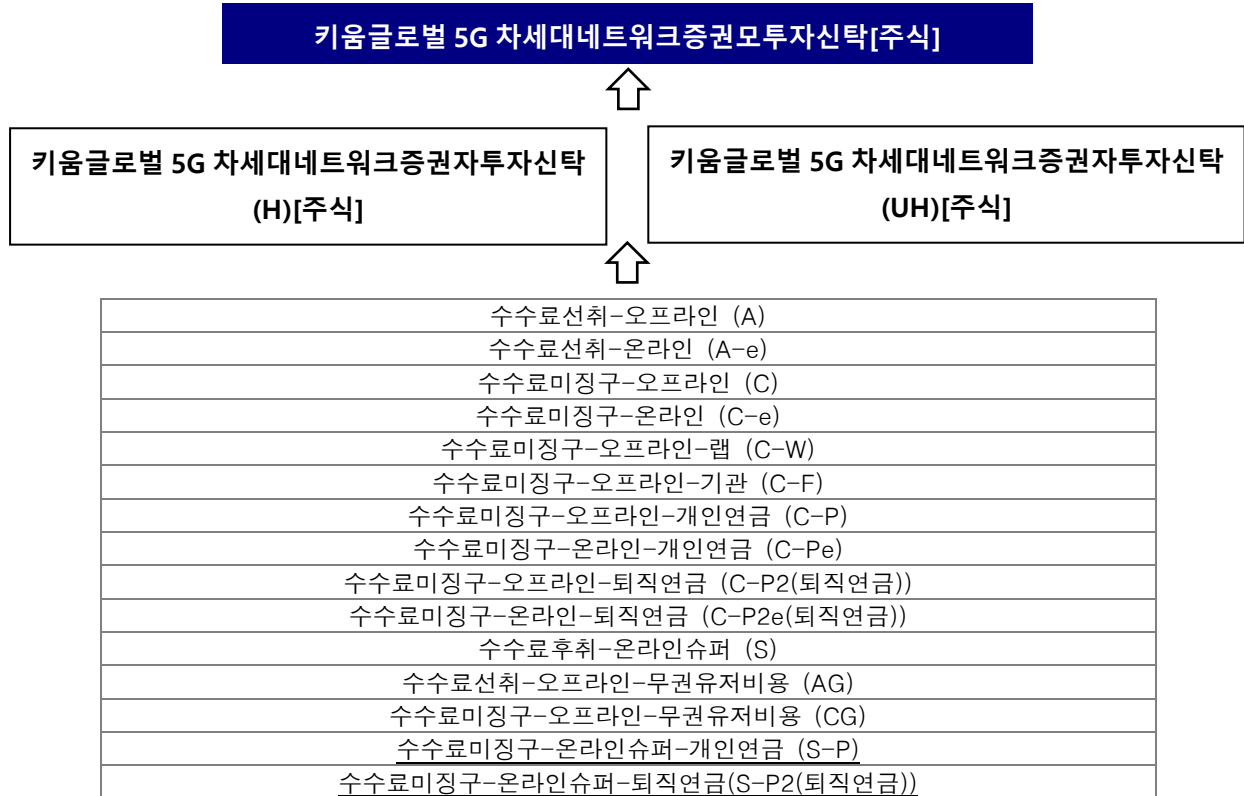 키움글로벌 5G 차세대네트워크증권모투자신탁[주식]
키움글로벌 5G 차세대네트워크증권자투자신탁
(H)[주식]
키움글로벌 5G 차세대네트워크증권자투자신탁
(UH)[주식]
수수료선취-오프라인 (A)
수수료선취-온라인 (A-e)
수수료미징구-오프라인 (C)
수수료미징구-온라인 (C-e)
수수료미징구-오프라인-랩 (C-W)
수수료미징구-오프라인-기관 (C-F)
수수료미징구-오프라인-개인연금 (C-P)
수수료미징구-온라인-개인연금 (C-Pe)
수수료미징구-오프라인-퇴직연금 (C-P2(퇴직연금))
수수료미징구-온라인-퇴직연금 (C-P2e(퇴직연금))
수수료후취-온라인슈퍼 (S)
수수료선취-오프라인-무권유저비용 (AG)
수수료미징구-오프라인-무권유저비용 (CG)
수수료미징구-온라인슈퍼-개인연금 (S-P)
수수료미징구-온라인슈퍼-퇴직연금(S-P2(퇴직연금))